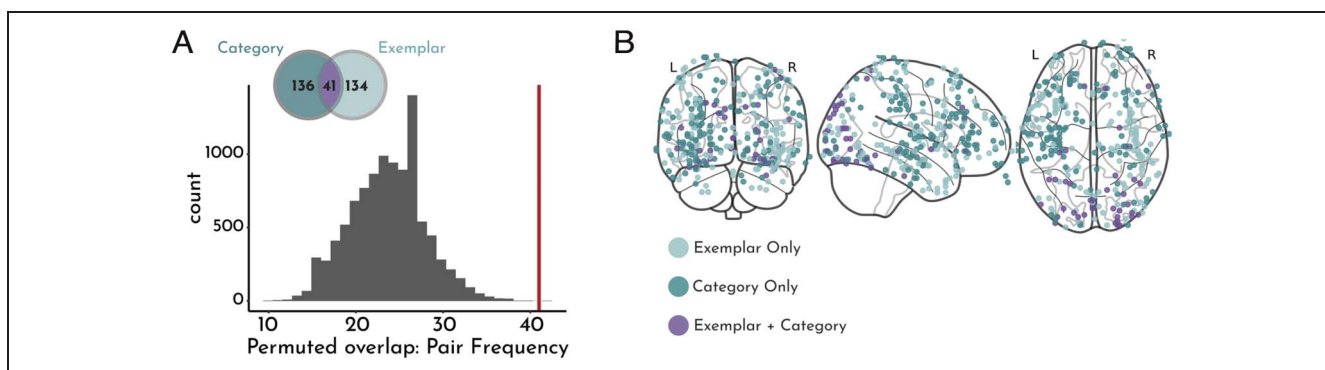 A
Category
Exemplar
136 41 134
1000
500
0
count
10 20 30 40
Permuted overlap: Pair Frequency
B
L R
L R
Exemplar Only
Category Only
Exemplar + Category